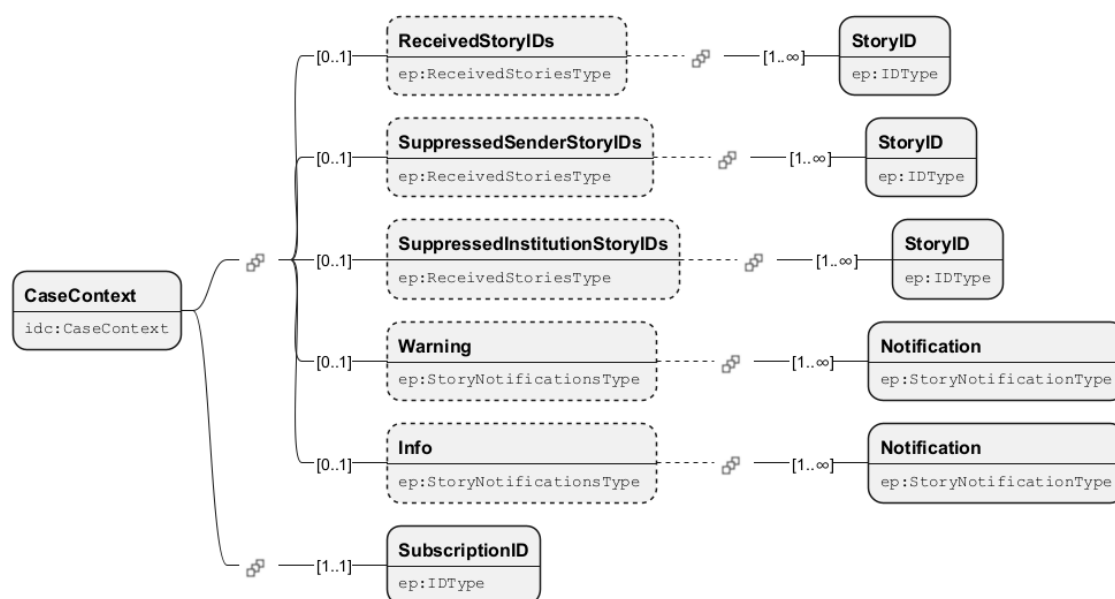 ReceivedStoryIDs
[0..1]
[1..∞]
ep:ReceivedStoriesType
StoryID
ep:IDType
SuppressedSenderStoryIDs
[0..1]
[1..∞]
ep:ReceivedStoriesType
StoryID
ep:IDType
SuppressedInstitutionStoryIDs
[0..1]
[1..∞]
ep:ReceivedStoriesType
StoryID
ep:IDType
CaseContext
idc:CaseContext
Warning
[0..1]
[1..∞]
ep:StoryNotificationsType
Notification
ep:StoryNotificationType
Info
[0..1]
[1..∞]
ep:StoryNotificationsType
Notification
ep:StoryNotificationType
SubscriptionID
[1..1]
ep:IDType